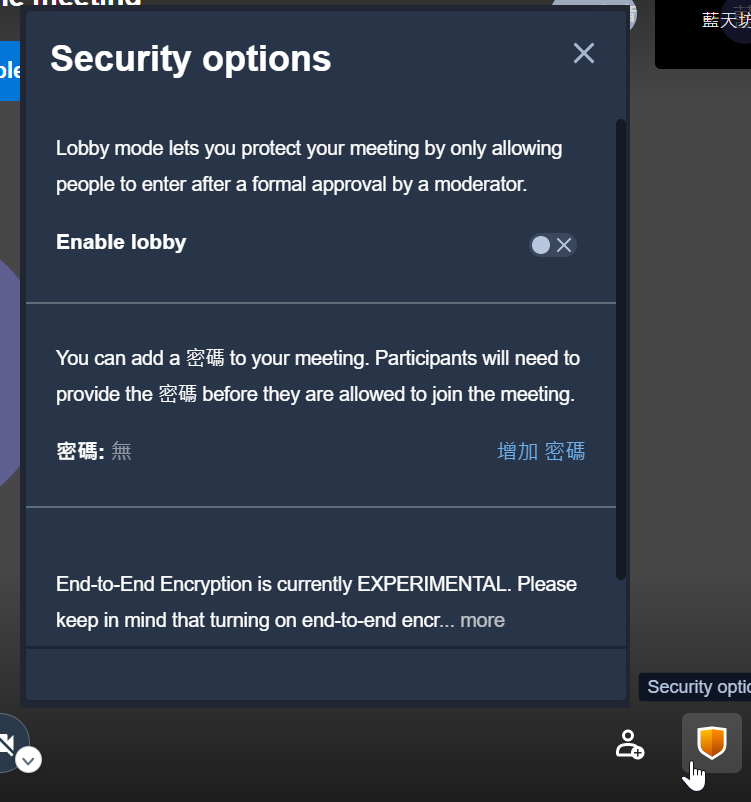 meeting
藍天坊
Security options
Lobby mode lets you protect your meeting by only allowing
people to enter after a formal approval by a moderator.
Enable lobby
You can add a 密碼 to your meeting. Participants will need to
provide the 密碼 before they are allowed to join the meeting.
密碼: 無
增加 密碼
End-to-End Encryption is currently EXPERIMENTAL. Please
keep in mind that turning on end-to-end encr... more
Security optio